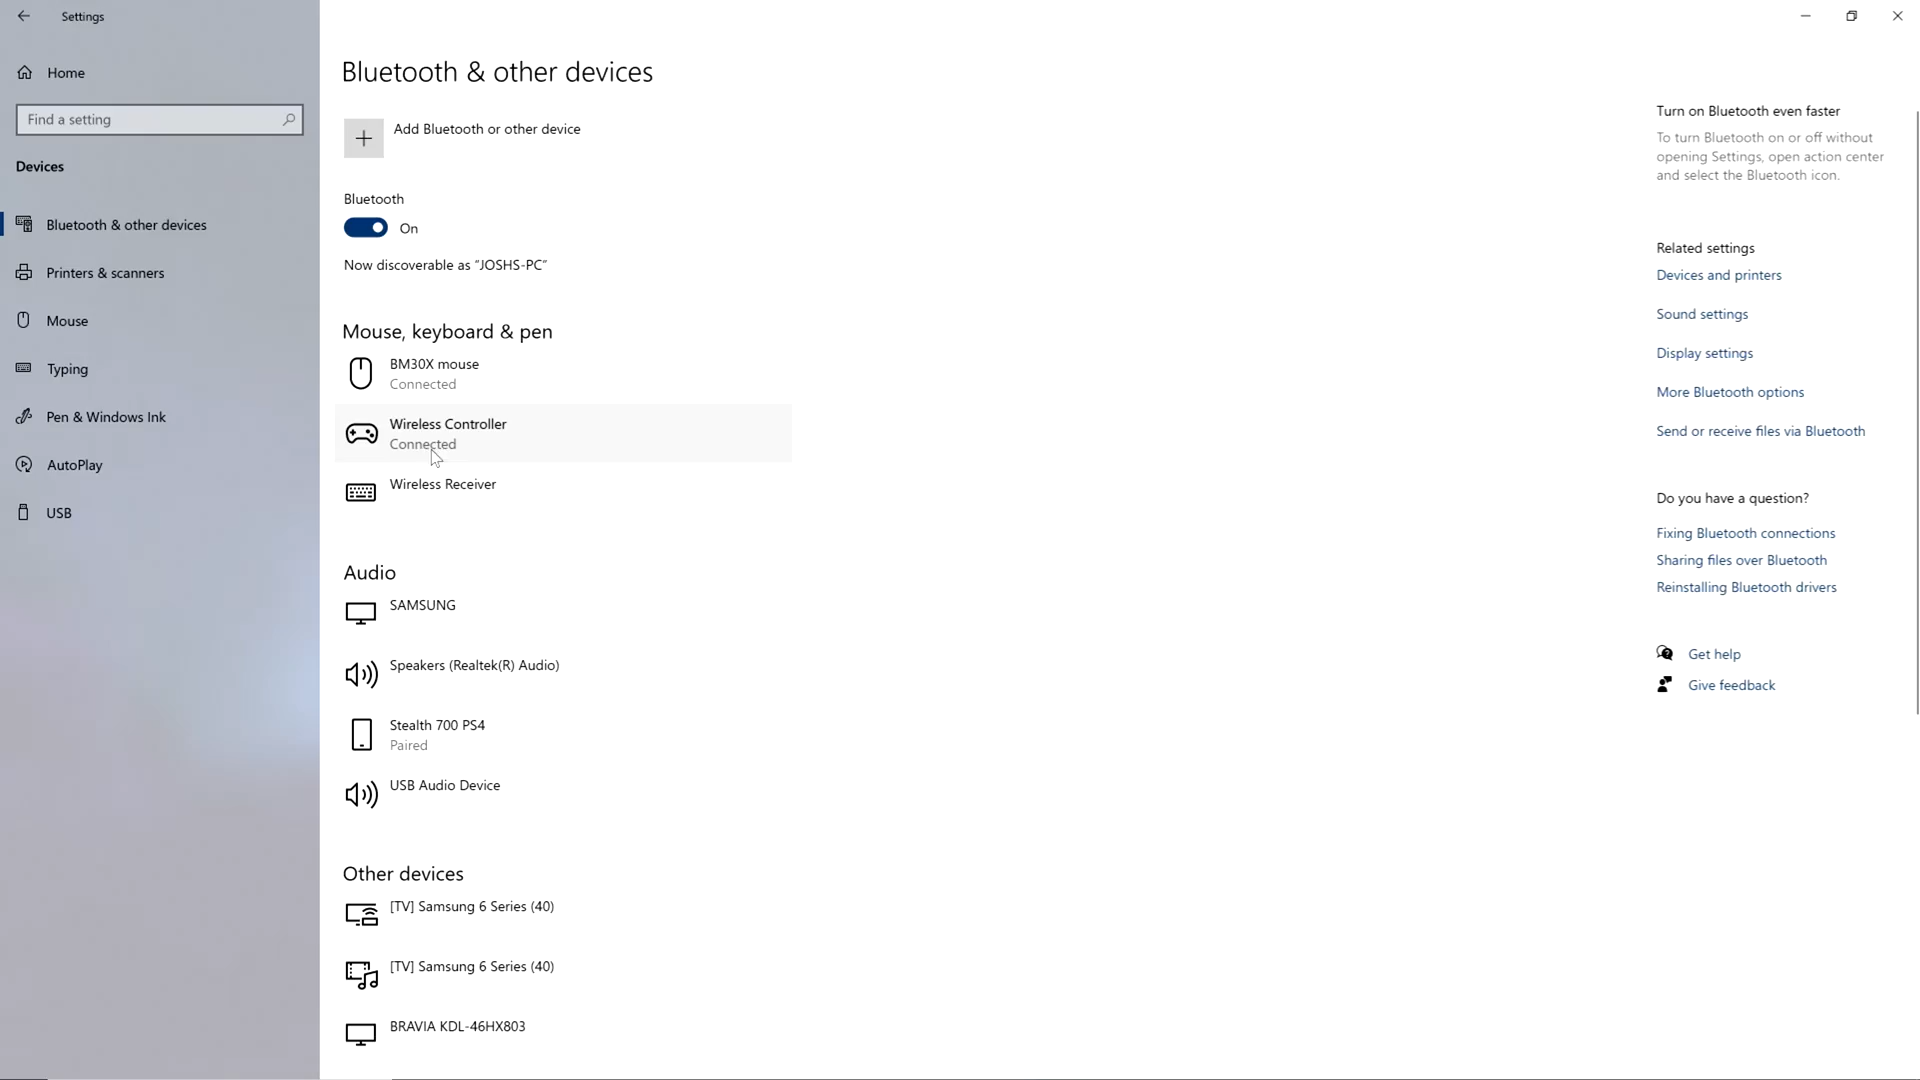 Settings
Home
Find a setting
Devices
Bluetooth & other devices
Printers & scanners
Mouse
Typing
Pen & Windows Ink
AutoPlay
USB
Bluetooth & other devices
Add Bluetooth or other device
Bluetooth
On
Now discoverable as "JOSHS-PC"
Mouse, keyboard & pen
BM30X mouse
Connected
Wireless Controller
Connected
Wireless Receiver
Audio
SAMSUNG
Speakers (Realtek(R) Audio)
Stealth 700 PS4
Paired
USB Audio Device
Other devices
[TV] Samsung 6 Series (40)
[TV] Samsung 6 Series (40)
BRAVIA KDL-46HX803
Turn on Bluetooth even faster
To turn Bluetooth on or off without
opening Settings, open action center
and select the Bluetooth icon.
Related settings
Devices and printers
Sound settings
Display settings
More Bluetooth options
Send or receive files via Bluetooth
Do you have a question?
Fixing Bluetooth connections
Sharing files over Bluetooth
Reinstalling Bluetooth drivers
Get help
Give feedback